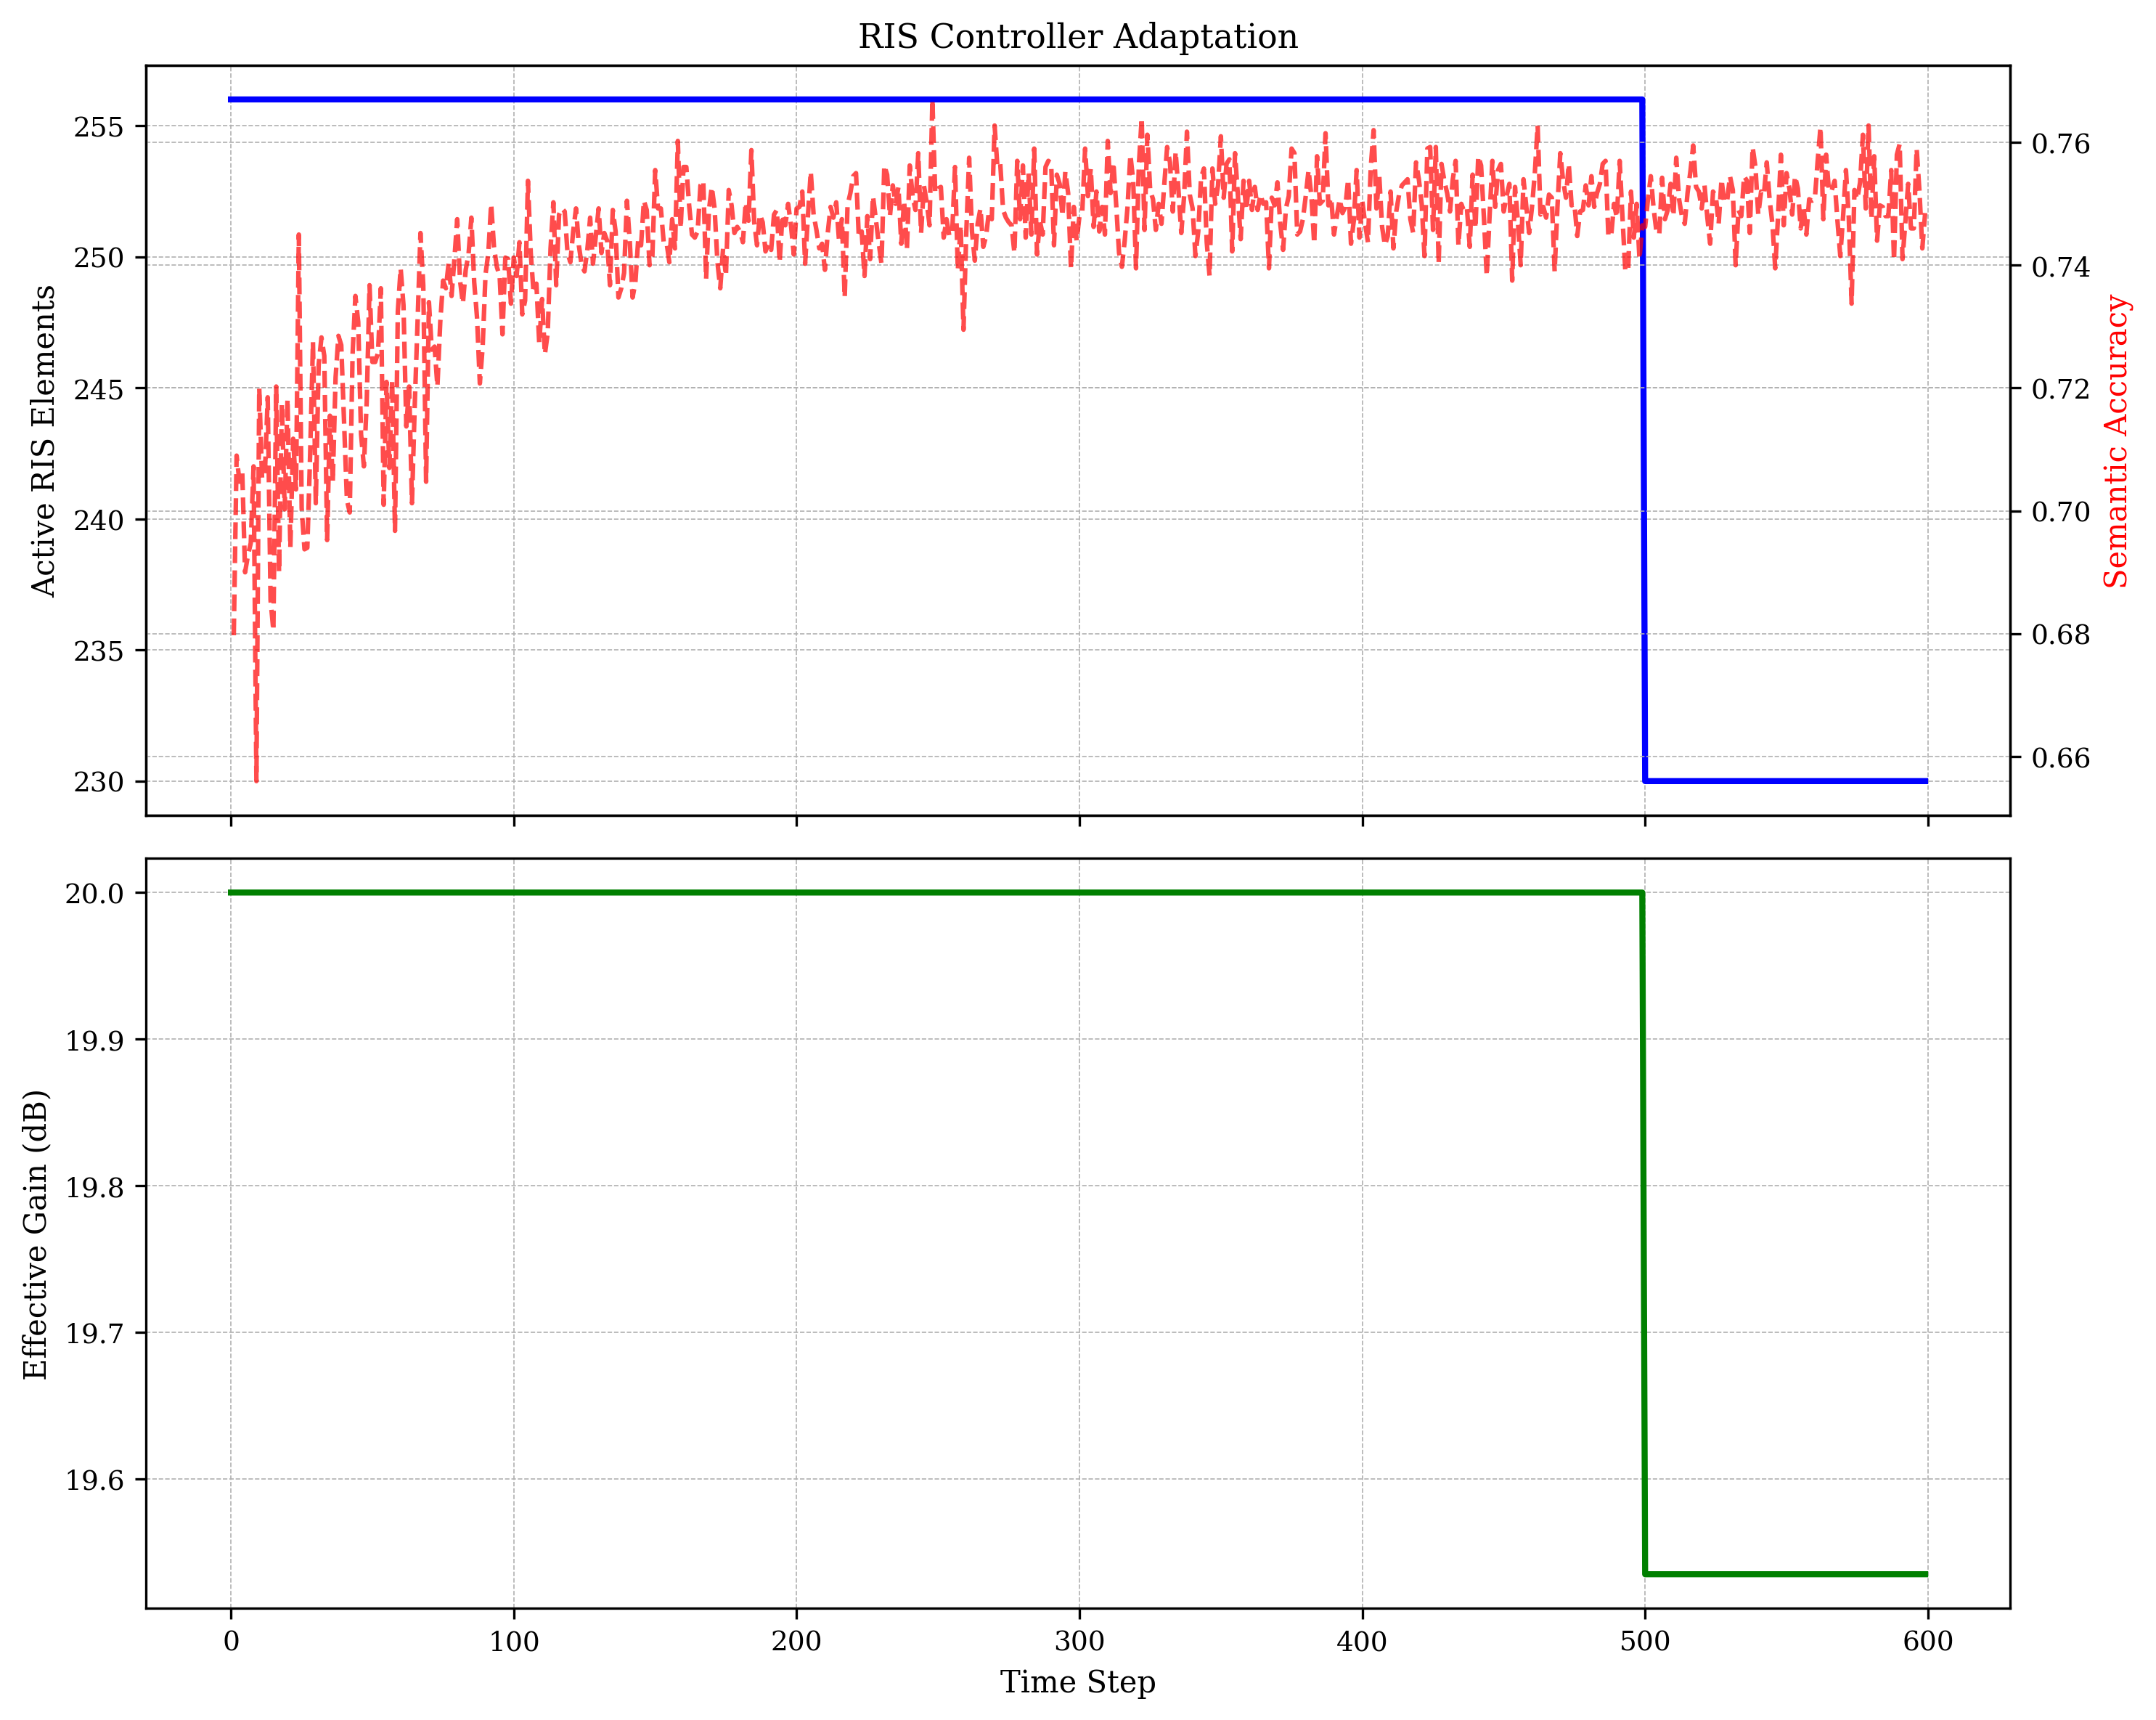 RIS Controller Adaptation
Active RIS Elements
255
250
245
240
235
230
0.76
0.74
0.72
0.70
0.68
0.66
Semantic Accuracy
Effective Gain (dB)
20.0
19.9
19.8
19.7
19.6
0 100 200 300 400 500 600
Time Step